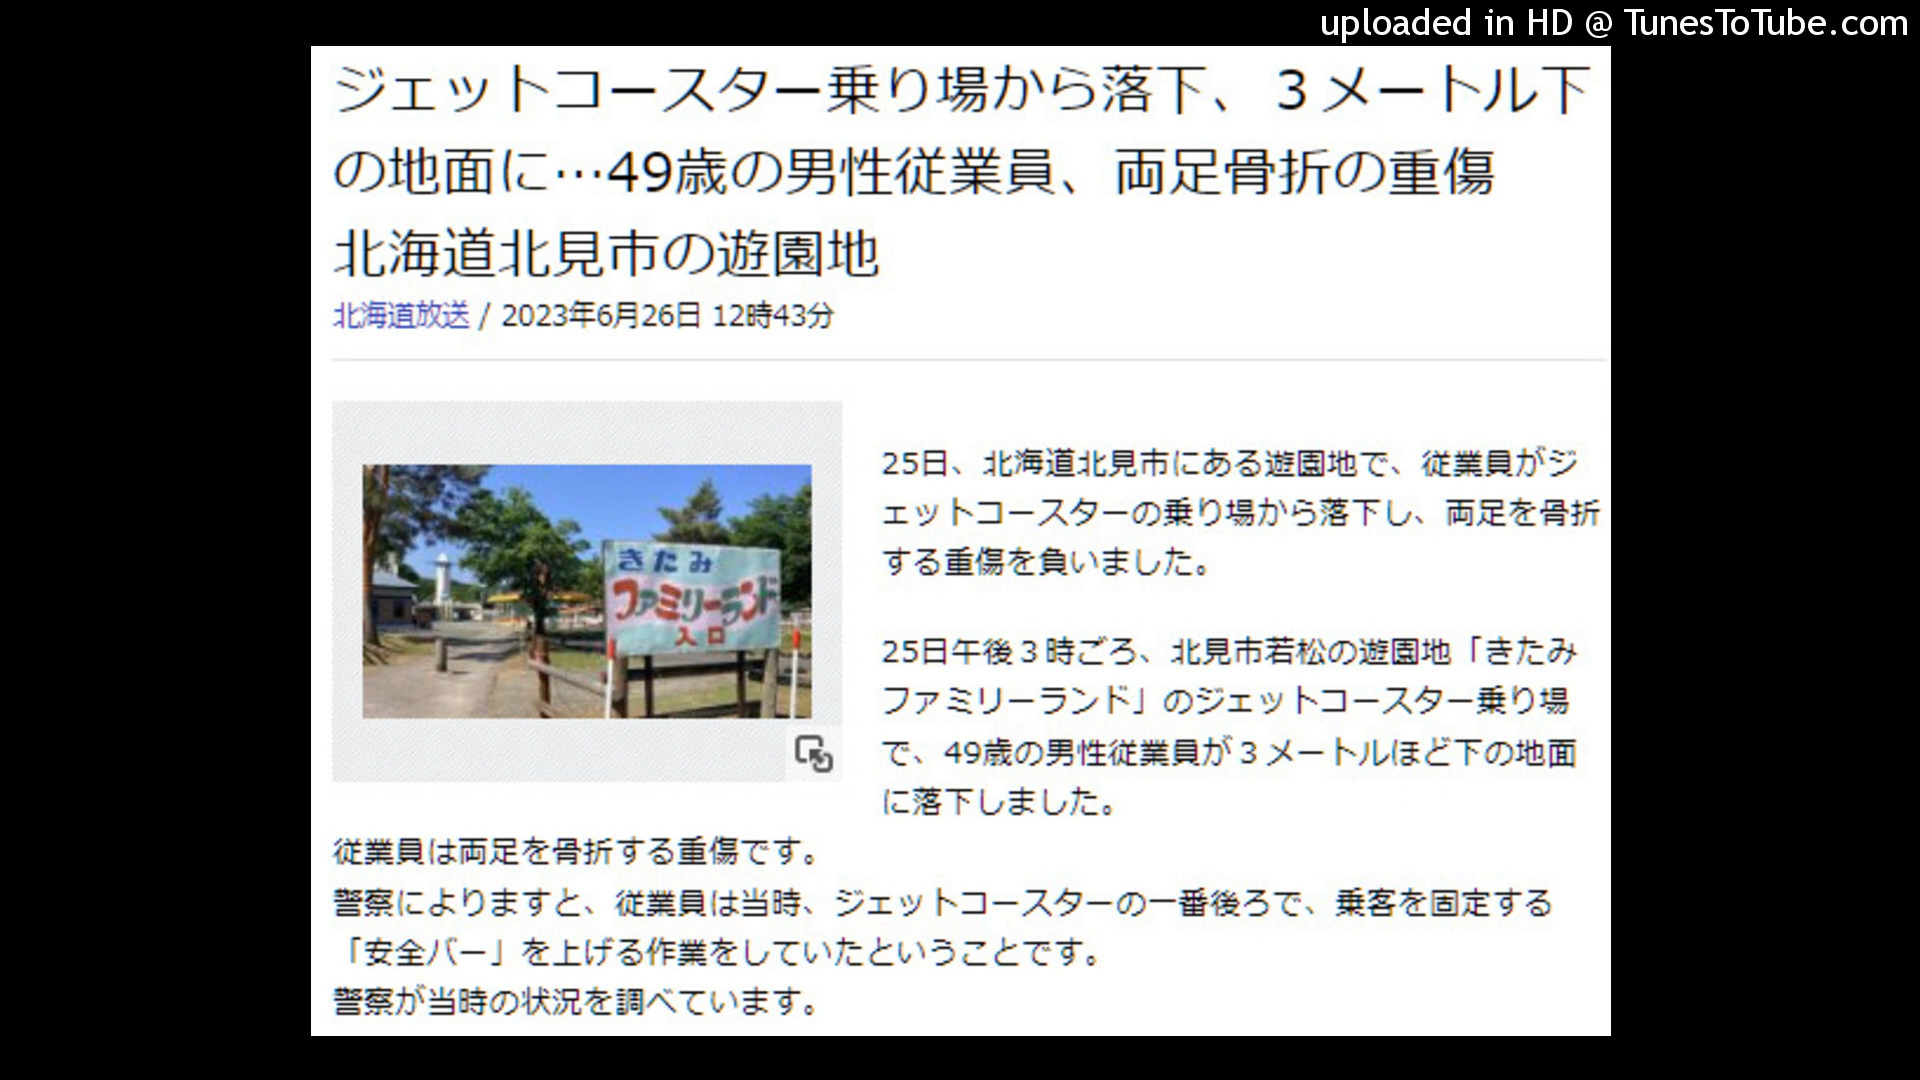 uploaded in HD @ TunesToTube.com
ジェットコースター乗り場から落下、３メートル下
の地面に…49歳の男性従業員、両足骨折の重傷
北海道北見市の遊園地
北海道放送 / 2023年6月26日 12時43分
きたみ
ファミリーランド
入口
25日、北海道北見市にある遊園地で、従業員がジ
ェットコースターの乗り場から落下し、両足を骨折
する重傷を負いました。
25日午後３時ごろ、北見市若松の遊園地「きたみ
ファミリーランド」のジェットコースター乗り場
で、49歳の男性従業員が３メートルほど下の地面
に落下しました。
従業員は両足を骨折する重傷です。
警察によりますと、従業員は当時、ジェットコースターの一番後ろで、乗客を固定する
「安全バー」を上げる作業をしていたということです。
警察が当時の状況を調べています。